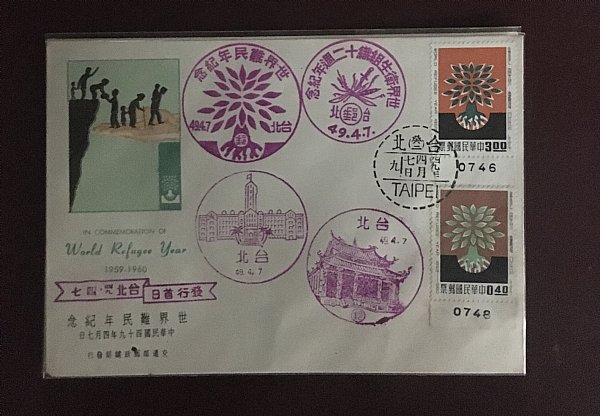 世界難民年紀念
49.4.7
台北
世界衛生組織十二週年紀念
台北
49.4.7.
中華民國郵票
3.00
0746
台北
四九年四月七日
TAIPEI
IN COMMEMORATION OF
World Refugee Year
1959-1960
台北
49.4.7
台北
49.4.7
中華民國郵票
0.40
0748
發行首日
台北
世界難民年紀念
中華民國四十九年四月七日
交通部郵政總局發行